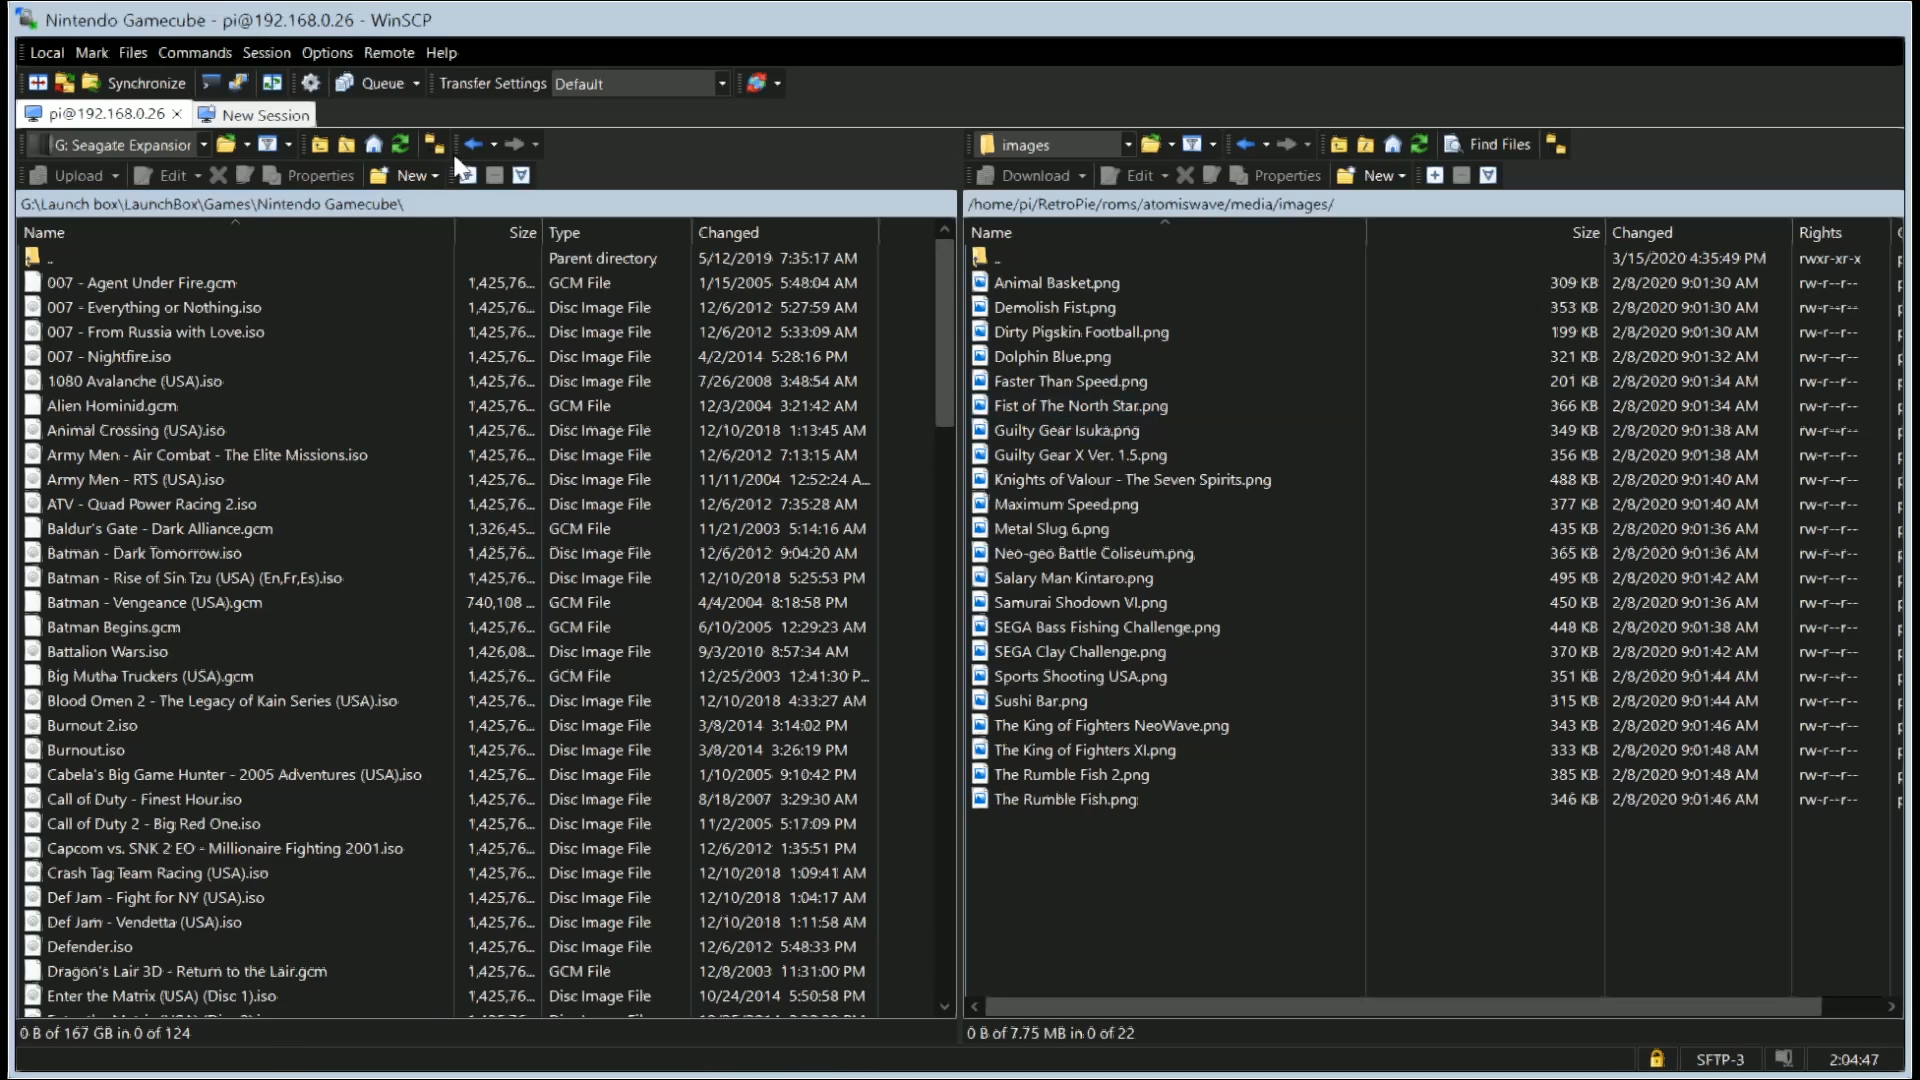 Nintendo Gamecube - pi@192.168.0.26 - WinSCP
Local Mark Files Commands Session Options Remote Help
Synchronize Queue Transfer Settings Default
pi@192.168.0.26 × New Session
G: Seagate Expansion
images Find Files
Upload Edit Properties New
Download Edit Properties New
G:\Launch box\LaunchBox\Games\Nintendo Gamecube\
/home/pi/RetroPie/roms/atomiswave/media/images/
Name Size Type Changed
.. Parent directory 5/12/2019 7:35:17 AM
007 - Agent Under Fire.gcm 1,425,76... GCM File 1/15/2005 5:48:04 AM
007 - Everything or Nothing.iso 1,425,76... Disc Image File 12/6/2012 5:27:59 AM
007 - From Russia with Love.iso 1,425,76... Disc Image File 12/6/2012 5:33:09 AM
007 - Nightfire.iso 1,425,76... Disc Image File 4/2/2014 5:28:16 PM
1080 Avalanche (USA).iso 1,425,76... Disc Image File 7/26/2008 3:48:54 AM
Alien Hominid.gcm 1,425,76... GCM File 12/3/2004 3:21:42 AM
Animal Crossing (USA).iso 1,425,76... Disc Image File 12/10/2018 1:13:45 AM
Army Men - Air Combat - The Elite Missions.iso 1,425,76... Disc Image File 12/6/2012 7:13:15 AM
Army Men - RTS (USA).iso 1,425,76... Disc Image File 11/11/2004 12:52:24 A...
ATV - Quad Power Racing 2.iso 1,425,76... Disc Image File 12/6/2012 7:35:28 AM
Baldur's Gate - Dark Alliance.gcm 1,326,45... GCM File 11/21/2003 5:14:16 AM
Batman - Dark Tomorrow.iso 1,425,76... Disc Image File 12/6/2012 9:04:20 AM
Batman - Rise of Sin Tzu (USA) (En,Fr,Es).iso 1,425,76... Disc Image File 12/10/2018 5:25:53 PM
Batman - Vengeance (USA).gcm 740,108 ... GCM File 4/4/2004 8:18:58 PM
Batman Begins.gcm 1,425,76... GCM File 6/10/2005 12:29:23 AM
Battalion Wars.iso 1,426,08... Disc Image File 9/3/2010 8:57:34 AM
Big Mutha Truckers (USA).gcm 1,425,76... GCM File 12/25/2003 12:41:30 P...
Blood Omen 2 - The Legacy of Kain Series (USA).iso 1,425,76... Disc Image File 12/10/2018 4:33:27 AM
Burnout 2.iso 1,425,76... Disc Image File 3/8/2014 3:14:02 PM
Burnout.iso 1,425,76... Disc Image File 3/8/2014 3:26:19 PM
Cabela's Big Game Hunter - 2005 Adventures (USA).iso 1,425,76... Disc Image File 1/10/2005 9:10:42 PM
Call of Duty - Finest Hour.iso 1,425,76... Disc Image File 8/18/2007 3:29:30 AM
Call of Duty 2 - Big Red One.iso 1,425,76... Disc Image File 11/2/2005 5:17:09 PM
Capcom vs. SNK 2 EO - Millionaire Fighting 2001.iso 1,425,76... Disc Image File 12/6/2012 1:35:51 PM
Crash Tag Team Racing (USA).iso 1,425,76... Disc Image File 12/10/2018 1:09:41 AM
Def Jam - Fight for NY (USA).iso 1,425,76... Disc Image File 12/10/2018 1:04:17 AM
Def Jam - Vendetta (USA).iso 1,425,76... Disc Image File 12/10/2018 1:11:58 AM
Defender.iso 1,425,76... Disc Image File 12/6/2012 5:48:33 PM
Dragon's Lair 3D - Return to the Lair.gcm 1,425,76... GCM File 12/8/2003 11:31:00 PM
Enter the Matrix (USA) (Disc 1).iso 1,425,76... Disc Image File 10/24/2014 5:50:58 PM
0 B of 167 GB in 0 of 124
Name Size Changed Rights
.. 3/15/2020 4:35:49 PM rwxr-xr-x
Animal Basket.png 309 KB 2/8/2020 9:01:30 AM rw-r--r--
Demolish Fist.png 353 KB 2/8/2020 9:01:30 AM rw-r--r--
Dirty Pigskin Football.png 199 KB 2/8/2020 9:01:30 AM rw-r--r--
Dolphin Blue.png 321 KB 2/8/2020 9:01:32 AM rw-r--r--
Faster Than Speed.png 201 KB 2/8/2020 9:01:34 AM rw-r--r--
Fist of The North Star.png 366 KB 2/8/2020 9:01:34 AM rw-r--r--
Guilty Gear Isuka.png 349 KB 2/8/2020 9:01:38 AM rw-r--r--
Guilty Gear X Ver. 1.5.png 356 KB 2/8/2020 9:01:38 AM rw-r--r--
Knights of Valour - The Seven Spirits.png 488 KB 2/8/2020 9:01:40 AM rw-r--r--
Maximum Speed.png 377 KB 2/8/2020 9:01:40 AM rw-r--r--
Metal Slug 6.png 435 KB 2/8/2020 9:01:36 AM rw-r--r--
Neo-geo Battle Coliseum.png 365 KB 2/8/2020 9:01:36 AM rw-r--r--
Salary Man Kintaro.png 495 KB 2/8/2020 9:01:42 AM rw-r--r--
Samurai Shodown VI.png 450 KB 2/8/2020 9:01:36 AM rw-r--r--
SEGA Bass Fishing Challenge.png 448 KB 2/8/2020 9:01:38 AM rw-r--r--
SEGA Clay Challenge.png 370 KB 2/8/2020 9:01:42 AM rw-r--r--
Sports Shooting USA.png 351 KB 2/8/2020 9:01:44 AM rw-r--r--
Sushi Bar.png 315 KB 2/8/2020 9:01:44 AM rw-r--r--
The King of Fighters NeoWave.png 343 KB 2/8/2020 9:01:46 AM rw-r--r--
The King of Fighters XI.png 333 KB 2/8/2020 9:01:48 AM rw-r--r--
The Rumble Fish 2.png 385 KB 2/8/2020 9:01:48 AM rw-r--r--
The Rumble Fish.png 346 KB 2/8/2020 9:01:46 AM rw-r--r--
0 B of 7.75 MB in 0 of 22
SFTP-3 2:04:47